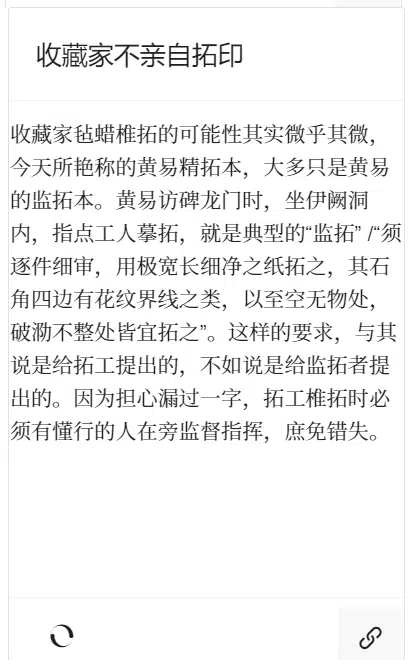 收藏家不亲自拓印
收藏家毡蜡椎拓的可能性其实微乎其微，
今天所艳称的黄易精拓本，大多只是黄易
的监拓本。黄易访碑龙门时，坐伊阙洞
内，指点工人摹拓，就是典型的“监拓” /“须
逐件细审，用极宽长细净之纸拓之，其石
角四边有花纹界线之类，以至空无物处，
破泐不整处皆宜拓之”。这样的要求，与其
说是给拓工提出的，不如说是给监拓者提
出的。因为担心漏过一字，拓工椎拓时必
须有懂行的人在旁监督指挥，庶免错失。